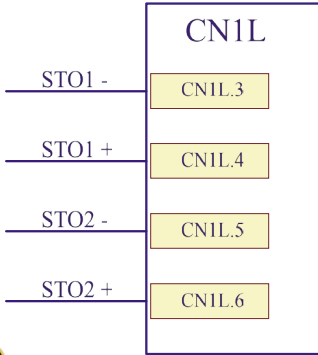 CN1L
STO1 - CN1L.3
STO1 + CN1L.4
STO2 - CN1L.5
STO2 + CN1L.6